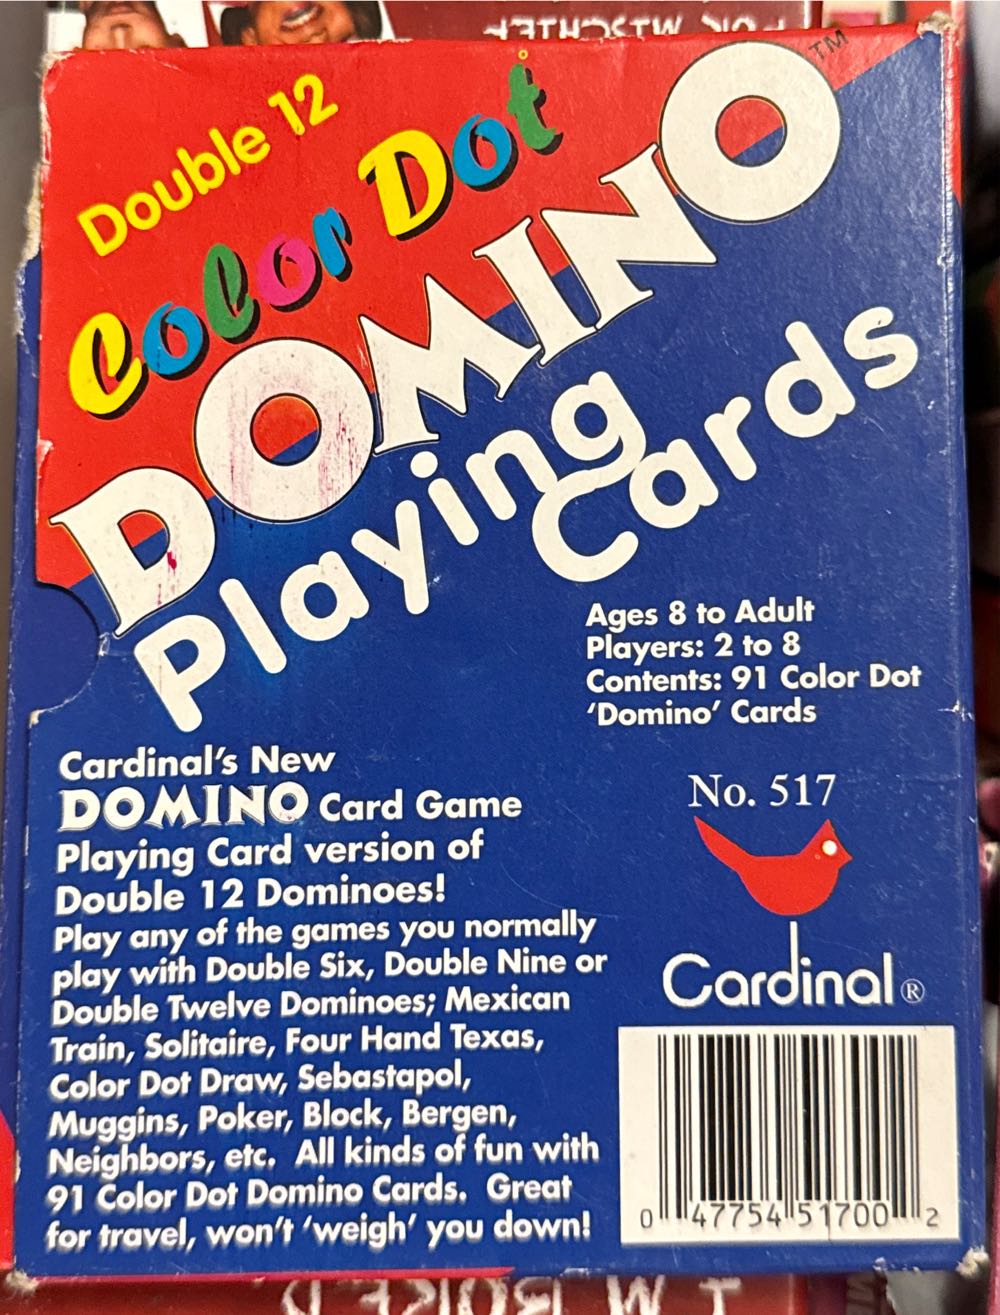 FOR MISCHIEF
Double 12
Color Dot
DOMINO™
Playing
Cards
Ages 8 to Adult
Players: 2 to 8
Contents: 91 Color Dot
‘Domino’ Cards
No. 517
Cardinal®
Cardinal’s New
DOMINO Card Game
Playing Card version of
Double 12 Dominoes!
Play any of the games you normally
play with Double Six, Double Nine or
Double Twelve Dominoes; Mexican
Train, Solitaire, Four Hand Texas,
Color Dot Draw, Sebastapol,
Muggins, Poker, Block, Bergen,
Neighbors, etc. All kinds of fun with
91 Color Dot Domino Cards. Great
for travel, won’t ‘weigh’ you down!
0 47754 51700 2